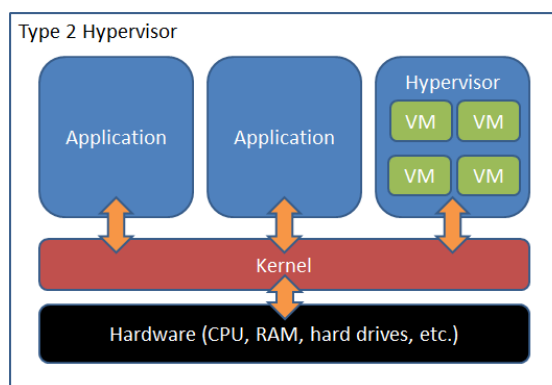 Type 2 Hypervisor
Application
Application
Hypervisor
VM VM
VM VM
Kernel
Hardware (CPU, RAM, hard drives, etc.)